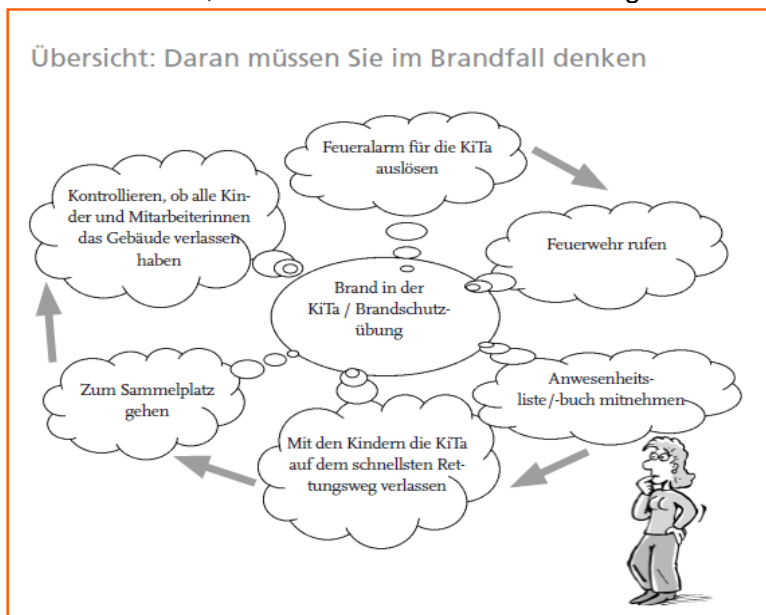 Übersicht: Daran müssen Sie im Brandfall denken
Feueralarm für die KiTa
auslösen
Feuerwehr rufen
Anwesenheits-
liste/-buch mitnehmen
Mit den Kindern die KiTa
auf dem schnellsten Ret-
tungsweg verlassen
Zum Sammelplatz
gehen
Kontrollieren, ob alle Kin-
der und Mitarbeiterinnen
das Gebäude verlassen
haben
Brand in der
KiTa / Brandschutz-
übung